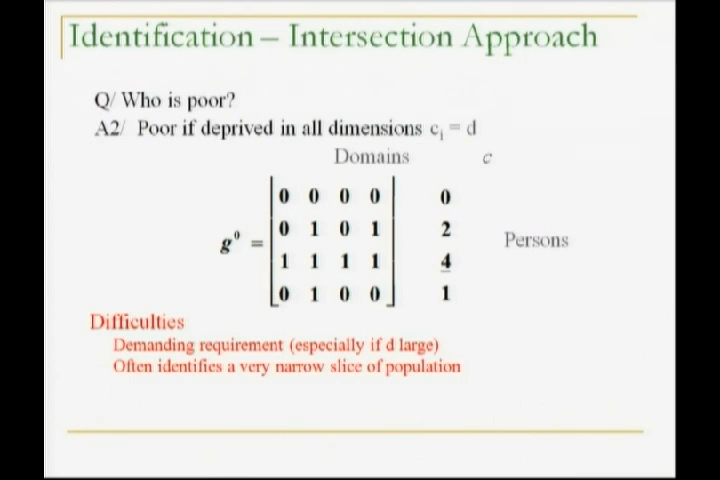 Identification – Intersection Approach
Q/ Who is poor?
A2/ Poor if deprived in all dimensions cᵢ = d
Domains c
0 0 0 0 0
0 1 0 1 2
g⁰ = Persons
1 1 1 1 4
0 1 0 0 1
Difficulties
Demanding requirement (especially if d large)
Often identifies a very narrow slice of population